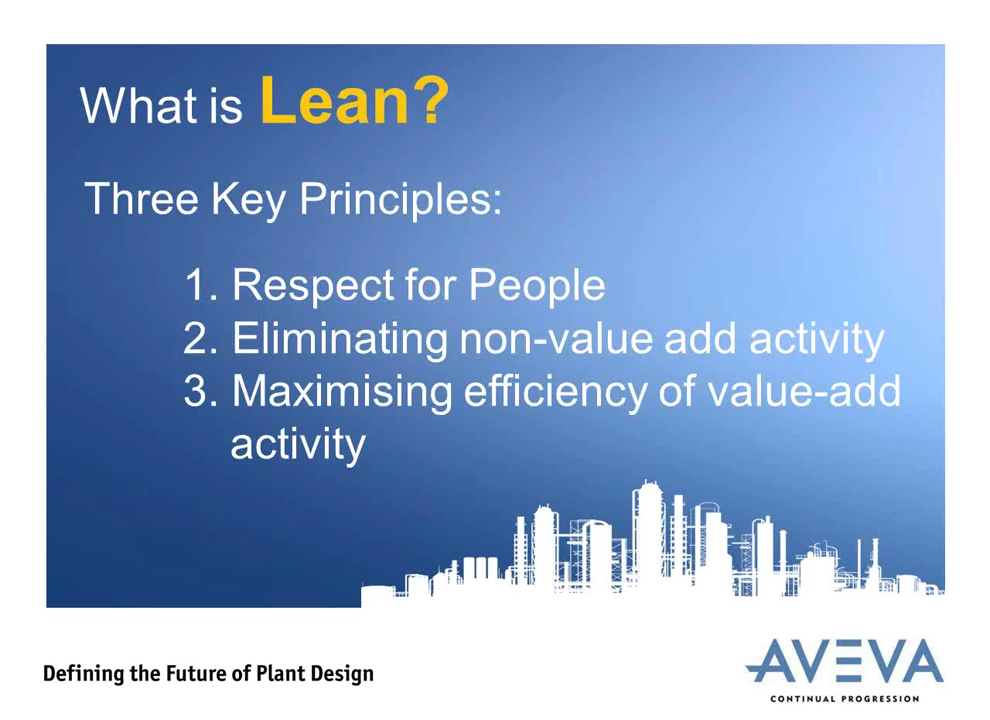 What is Lean?
Three Key Principles:
1. Respect for People
2. Eliminating non-value add activity
3. Maximising efficiency of value-add
activity
Defining the Future of Plant Design
AVEVA
CONTINUAL PROGRESSION